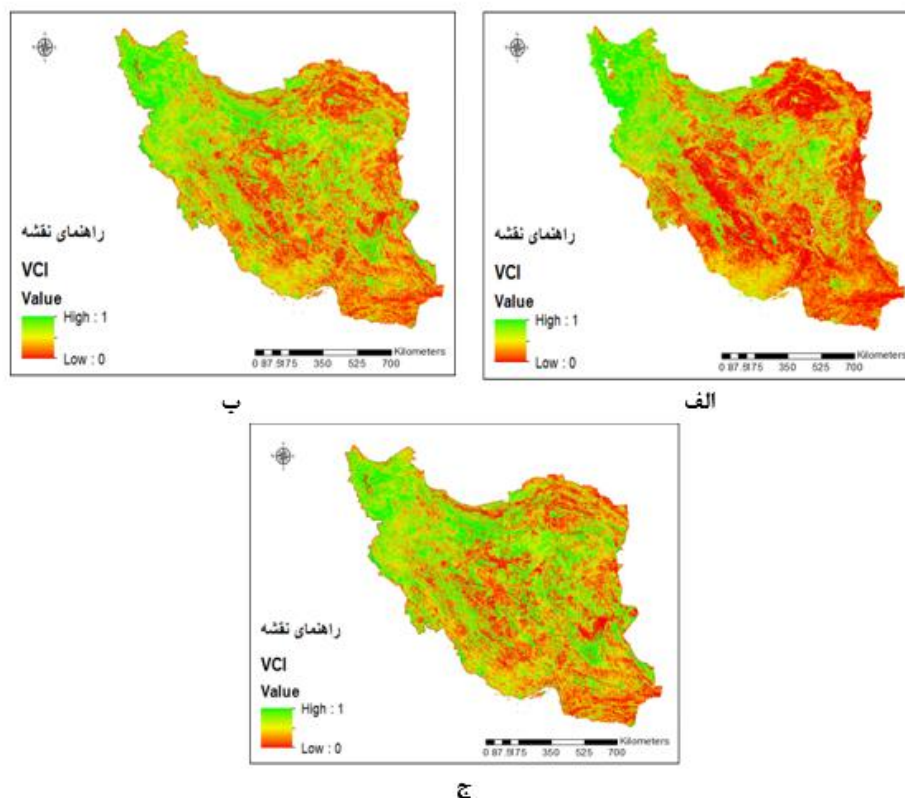 راهنمای نقشه
VCI
Value
High : 1
Low : 0
Kilometers
0 87.5175 350 525 700
الف
راهنمای نقشه
VCI
Value
High : 1
Low : 0
Kilometers
0 87.5175 350 525 700
ب
راهنمای نقشه
VCI
Value
High : 1
Low : 0
Kilometers
0 87.5175 350 525 700
ج